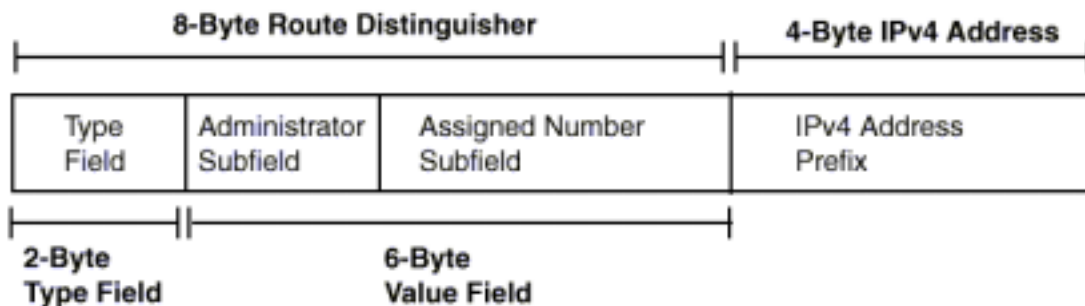 8-Byte Route Distinguisher
4-Byte IPv4 Address
Type
Field
Administrator
Subfield
Assigned Number
Subfield
IPv4 Address
Prefix
2-Byte
Type Field
6-Byte
Value Field